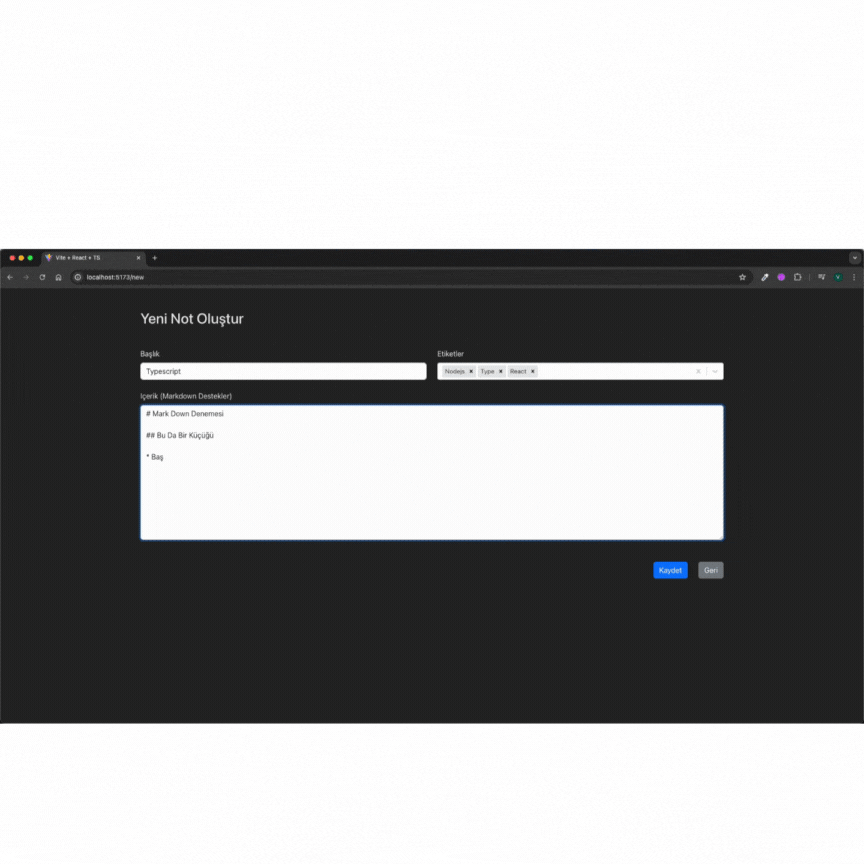 Vite + React + TS
localhost:5173/new
Yeni Not Oluştur
Başlık
Etiketler
Typescript
Nodejs Type React
İçerik (Markdown Destekler)
# Mark Down Denemesi
## Bu Da Bir Küçüğü
* Baş
Kaydet Geri